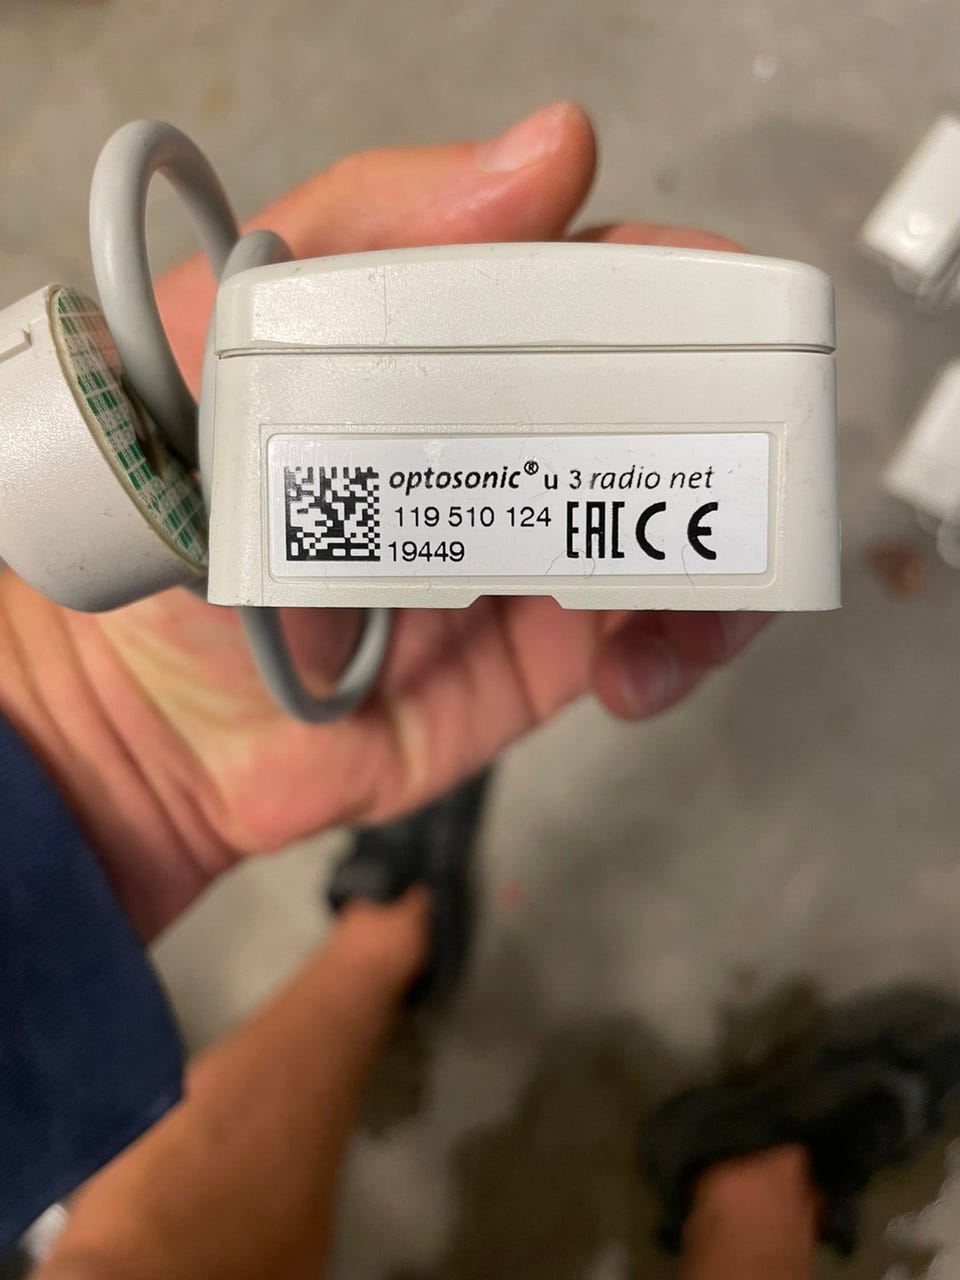 optosonic® u 3 radio net
119 510 124 EAC CE
19449